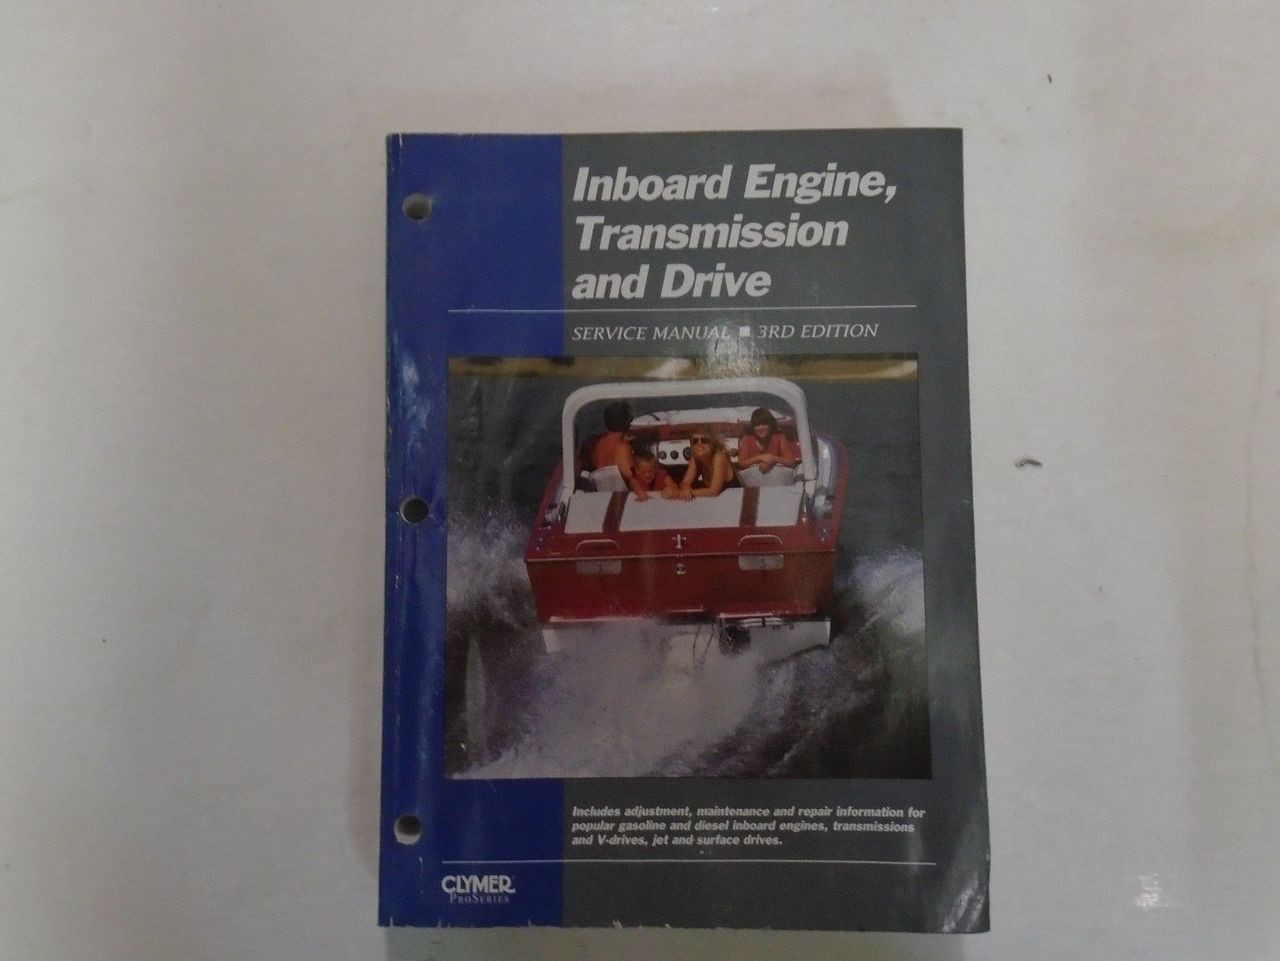 Inboard Engine,
Transmission
and Drive
SERVICE MANUAL ■ 3RD EDITION
Includes adjustment, maintenance and repair information for
popular gasoline and diesel inboard engines, transmissions
and V-drives, jet and surface drives.
CLYMER
PROSERIES